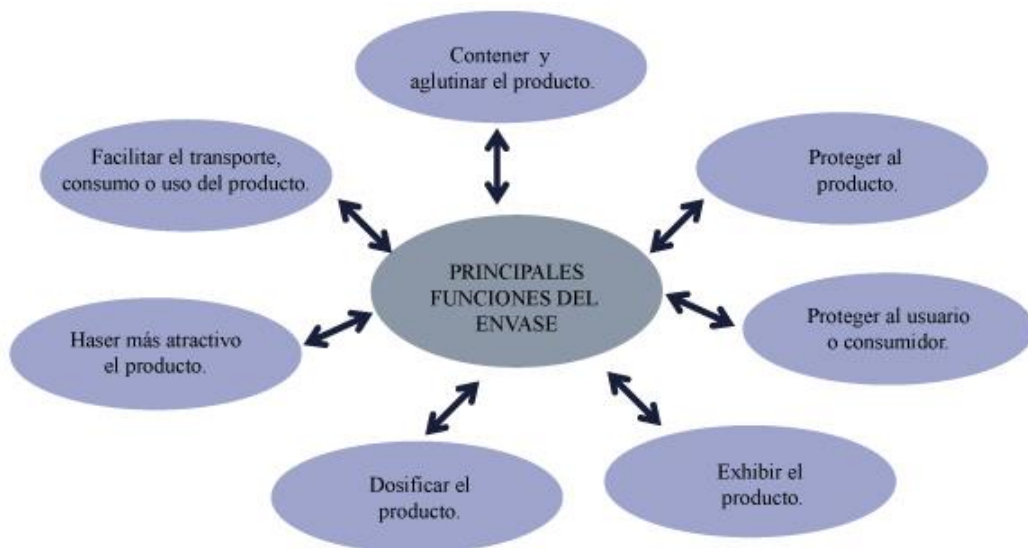 Contener y
aglutinar el producto.
Facilitar el transporte,
consumo o uso del producto.
Proteger al
producto.
PRINCIPALES
FUNCIONES DEL
ENVASE
Haser más atractivo
el producto.
Proteger al usuario
o consumidor.
Dosificar el
producto.
Exhibir el
producto.